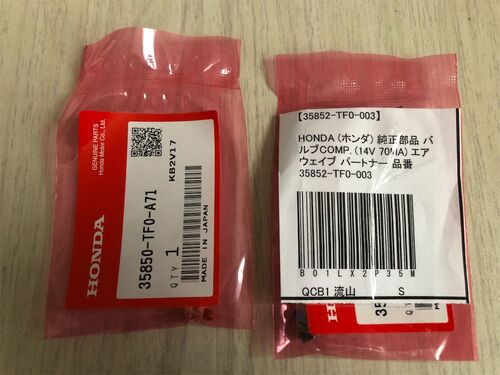 GENUINE PARTS
Honda Motor Co., Ltd.
HONDA
35850-TF0-A71
QTY 1
KB2V17
MADE IN JAPAN
【35852-TF0-003】
HONDA (ホンダ) 純正部品 バ
ルブCOMP. (14V 70MA) エア
ウェイブ パートナー 品番
35852-TF0-003
B01LX2P35M
QCB1 流山 S